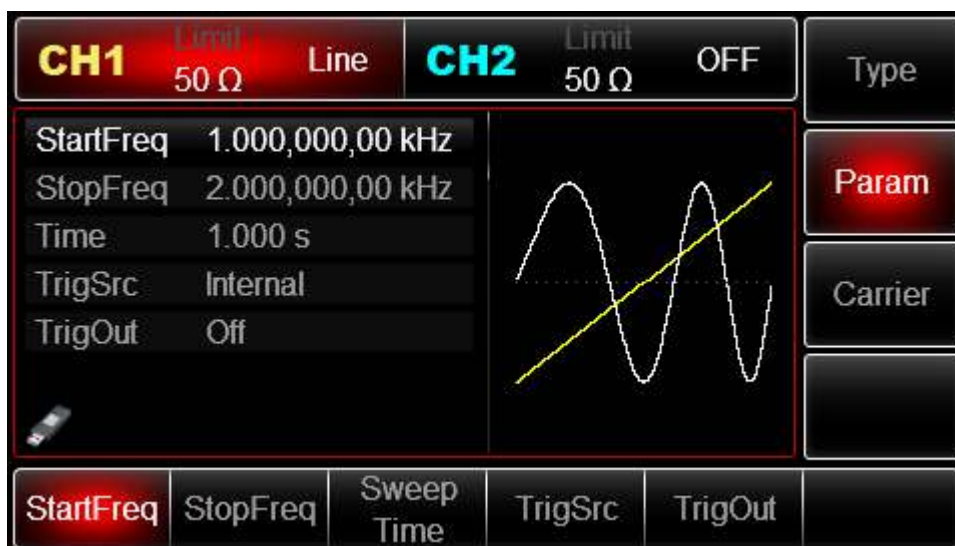 CH1 Limit 50 Ω Line CH2 Limit 50 Ω OFF
Type
StartFreq 1.000,000,00 kHz
StopFreq 2.000,000,00 kHz
Time 1.000 s
TrigSrc Internal
TrigOut Off
Param
Carrier
StartFreq StopFreq Sweep Time TrigSrc TrigOut